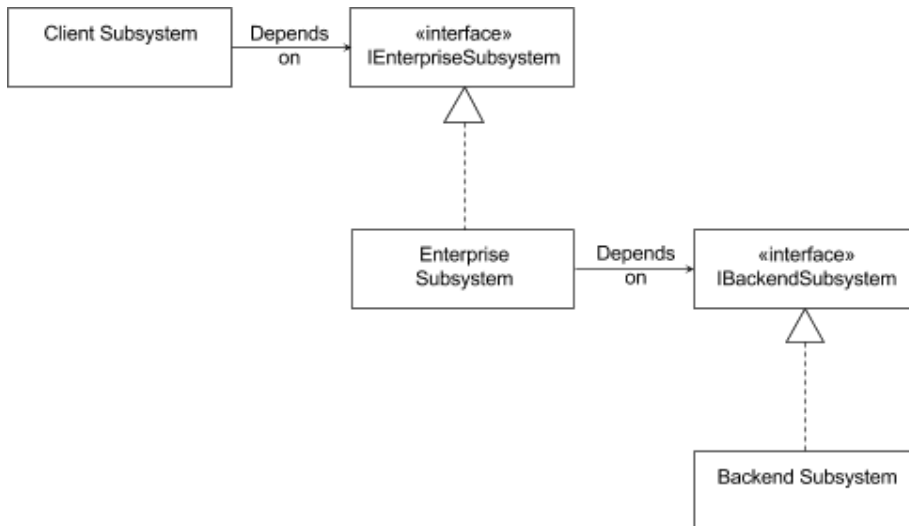 Client Subsystem
Depends
on
«interface»
IEnterpriseSubsystem
Enterprise
Subsystem
Depends
on
«interface»
IBackendSubsystem
Backend Subsystem